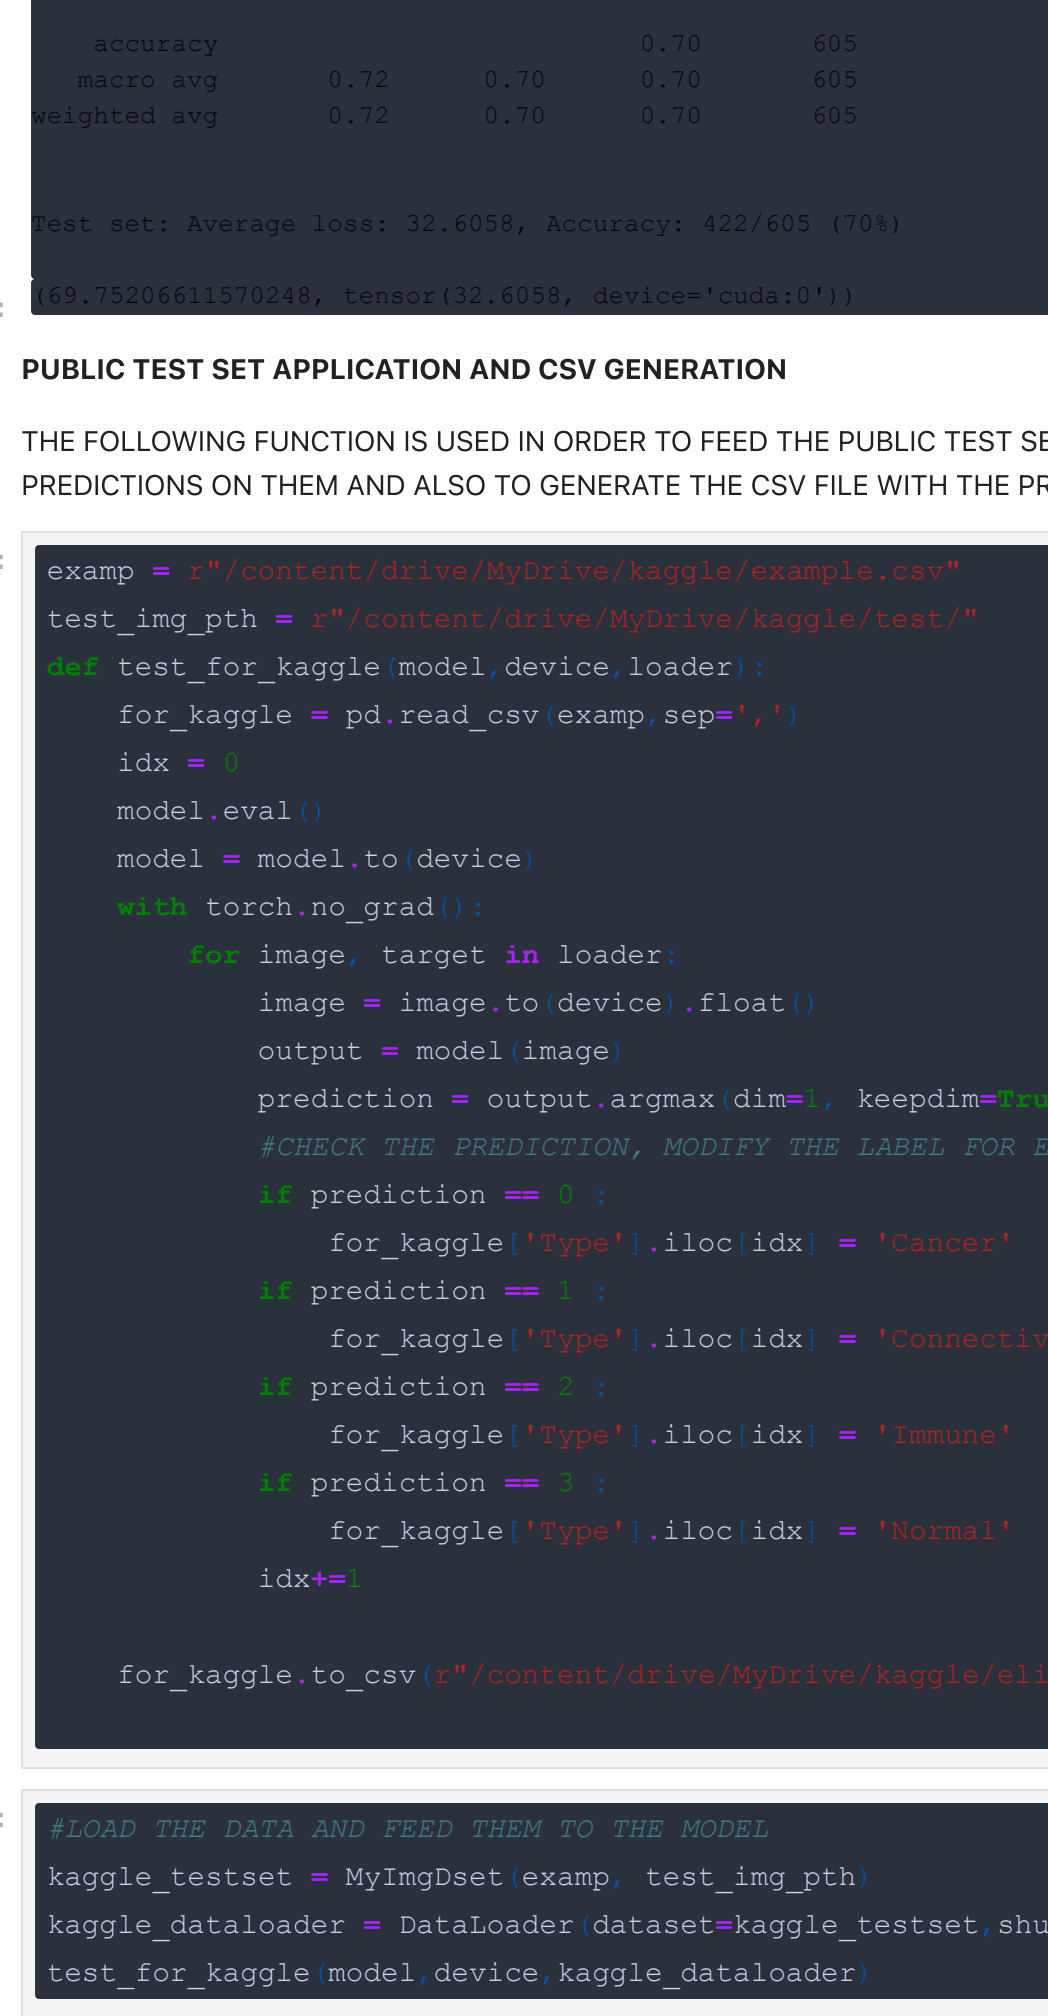 accuracy 0.70 605
macro avg 0.72 0.70 0.70 605
weighted avg 0.72 0.70 0.70 605
Test set: Average loss: 32.6058, Accuracy: 422/605 (70%)
(69.75206611570248, tensor(32.6058, device='cuda:0'))
PUBLIC TEST SET APPLICATION AND CSV GENERATION
THE FOLLOWING FUNCTION IS USED IN ORDER TO FEED THE PUBLIC TEST SE
PREDICTIONS ON THEM AND ALSO TO GENERATE THE CSV FILE WITH THE PR
examp = r"/content/drive/MyDrive/kaggle/example.csv"
test_img_pth = r"/content/drive/MyDrive/kaggle/test/"
def test_for_kaggle(model,device,loader):
    for_kaggle = pd.read_csv(examp,sep=',')
    idx = 0
    model.eval()
    model = model.to(device)
    with torch.no_grad():
        for image, target in loader:
            image = image.to(device).float()
            output = model(image)
            prediction = output.argmax(dim=1, keepdim=Tru
            #CHECK THE PREDICTION, MODIFY THE LABEL FOR E
            if prediction == 0 :
                for_kaggle['Type'].iloc[idx] = 'Cancer'
            if prediction == 1 :
                for_kaggle['Type'].iloc[idx] = 'Connectiv
            if prediction == 2 :
                for_kaggle['Type'].iloc[idx] = 'Immune'
            if prediction == 3 :
                for_kaggle['Type'].iloc[idx] = 'Normal'
            idx+=1
    for_kaggle.to_csv(r"/content/drive/MyDrive/kaggle/eli
#LOAD THE DATA AND FEED THEM TO THE MODEL
kaggle_testset = MyImgDset(examp, test_img_pth)
kaggle_dataloader = DataLoader(dataset=kaggle_testset,shu
test_for_kaggle(model,device,kaggle_dataloader)